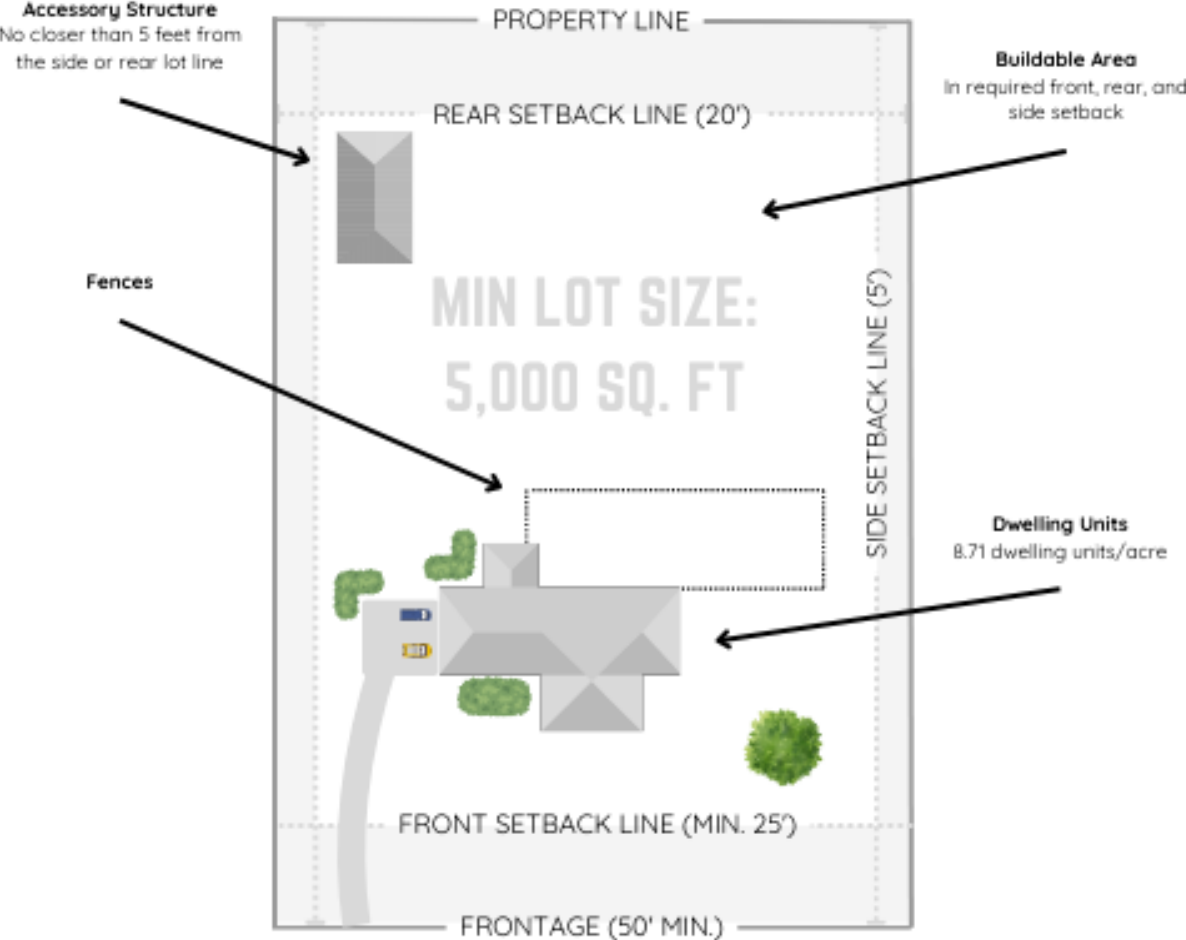 Accessory Structure
No closer than 5 feet from
the side or rear lot line
PROPERTY LINE
Buildable Area
In required front, rear, and
side setback
REAR SETBACK LINE (20')
Fences
MIN LOT SIZE:
5,000 SQ. FT
SIDE SETBACK LINE (5')
Dwelling Units
8.71 dwelling units/acre
FRONT SETBACK LINE (MIN. 25')
FRONTAGE (50' MIN.)